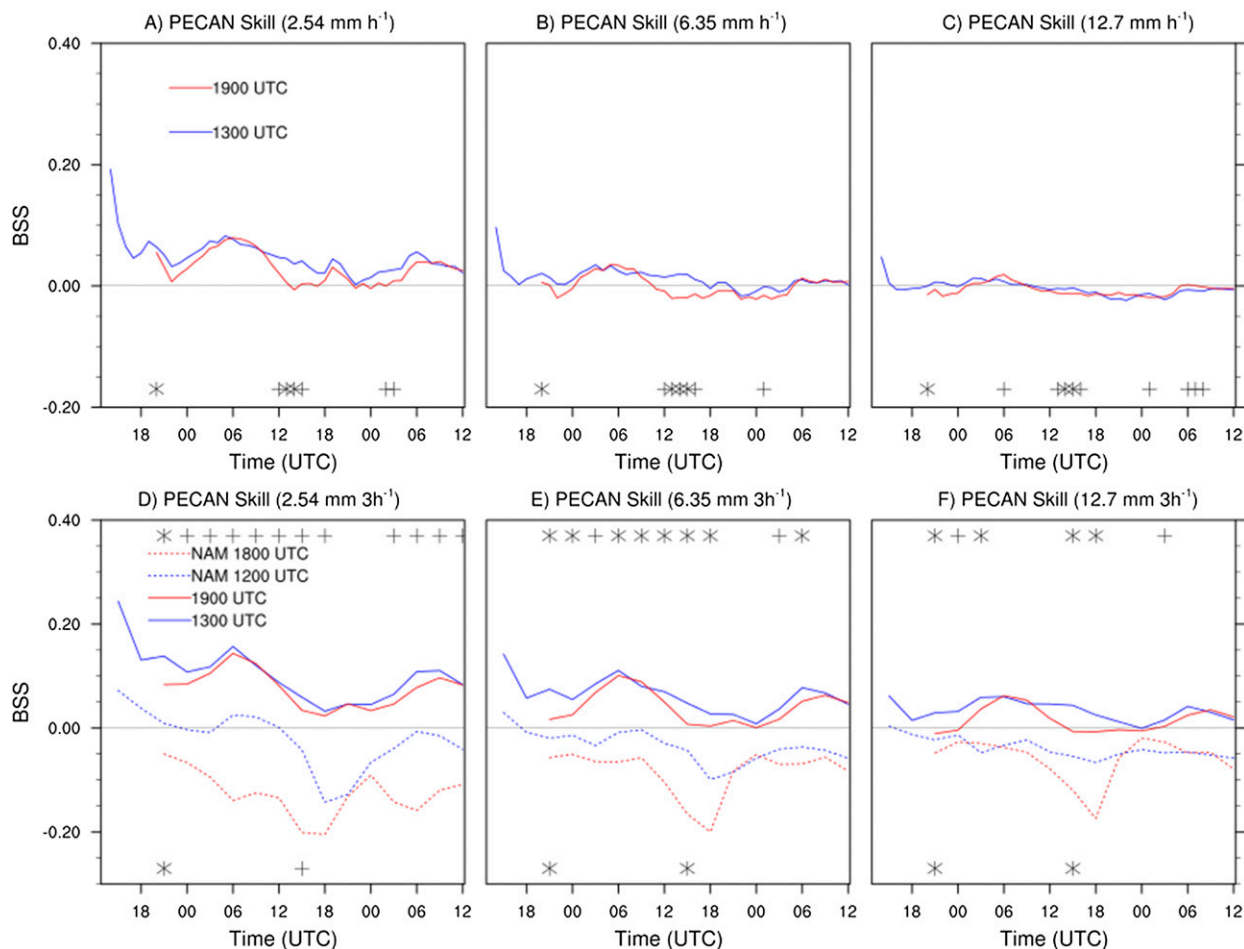 A) PECAN Skill (2.54 mm h⁻¹)
B) PECAN Skill (6.35 mm h⁻¹)
C) PECAN Skill (12.7 mm h⁻¹)
0.40
0.20
0.00
-0.20
BSS
1900 UTC
1300 UTC
18 00 06 12 18 00 06 12
18 00 06 12 18 00 06 12
18 00 06 12 18 00 06 12
Time (UTC)
Time (UTC)
Time (UTC)
D) PECAN Skill (2.54 mm 3h⁻¹)
E) PECAN Skill (6.35 mm 3h⁻¹)
F) PECAN Skill (12.7 mm 3h⁻¹)
0.40
0.20
0.00
-0.20
BSS
NAM 1800 UTC
NAM 1200 UTC
1900 UTC
1300 UTC
18 00 06 12 18 00 06 12
18 00 06 12 18 00 06 12
18 00 06 12 18 00 06 12
Time (UTC)
Time (UTC)
Time (UTC)